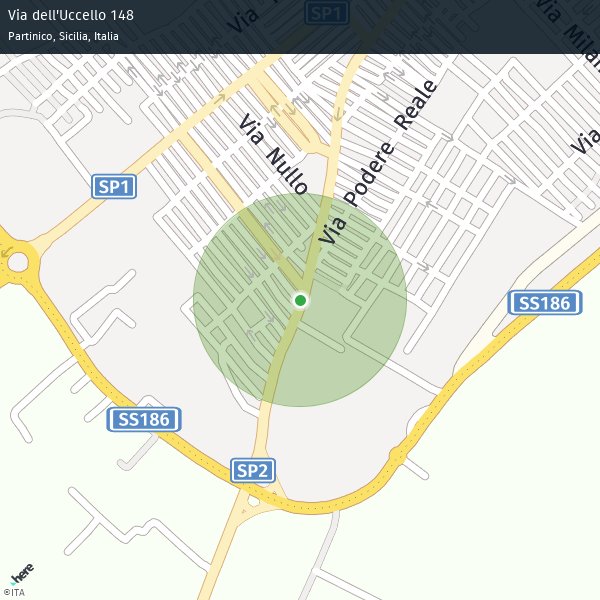 Via dell'Uccello 148
Partinico, Sicilia, Italia
SP1
Via
Via Milan
Via Nullo
Via Podere Reale
Via
SP1
SS186
SS186
SP2
here
©ITA